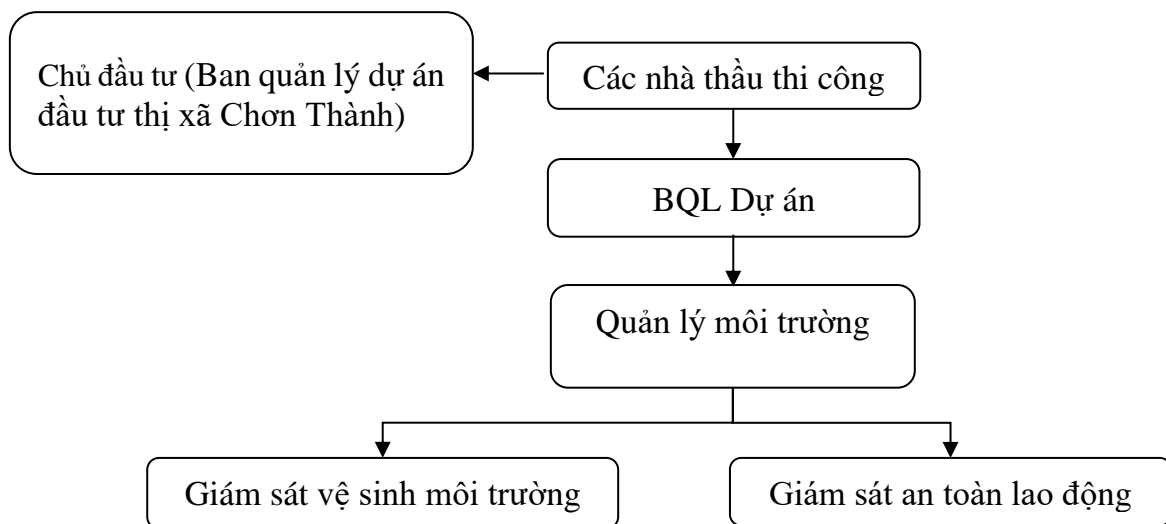 Chủ đầu tư (Ban quản lý dự án
đầu tư thị xã Chơn Thành)
Các nhà thầu thi công
BQL Dự án
Quản lý môi trường
Giám sát vệ sinh môi trường
Giám sát an toàn lao động